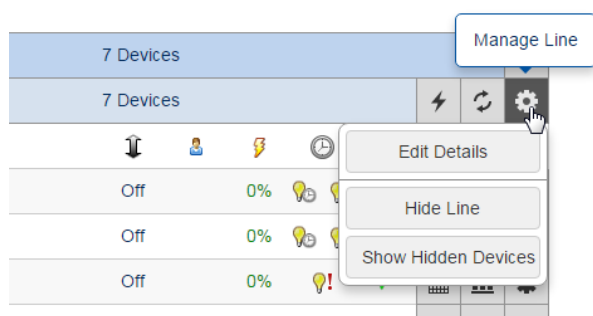 Manage Line
7 Devices
7 Devices
Edit Details
Off 0%
Hide Line
Off 0%
Show Hidden Devices
Off 0% !